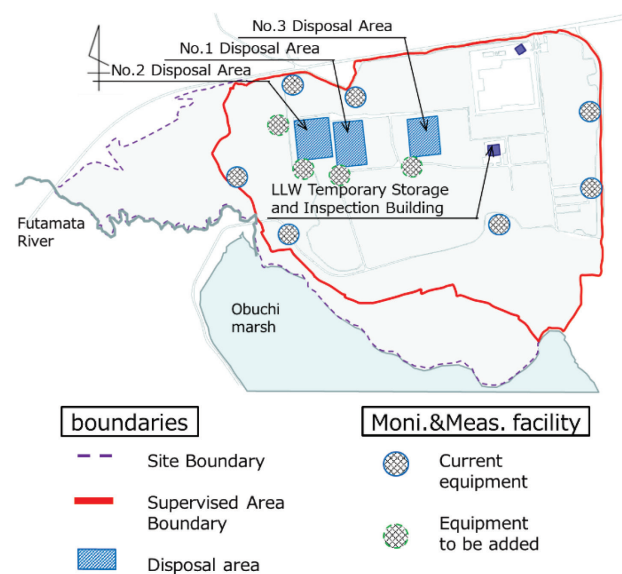 No.3 Disposal Area
No.1 Disposal Area
No.2 Disposal Area
LLW Temporary Storage
and Inspection Building
Futamata
River
Obuchi
marsh
boundaries
Site Boundary
Supervised Area
Boundary
Disposal area
Moni.&Meas. facility
Current
equipment
Equipment
to be added